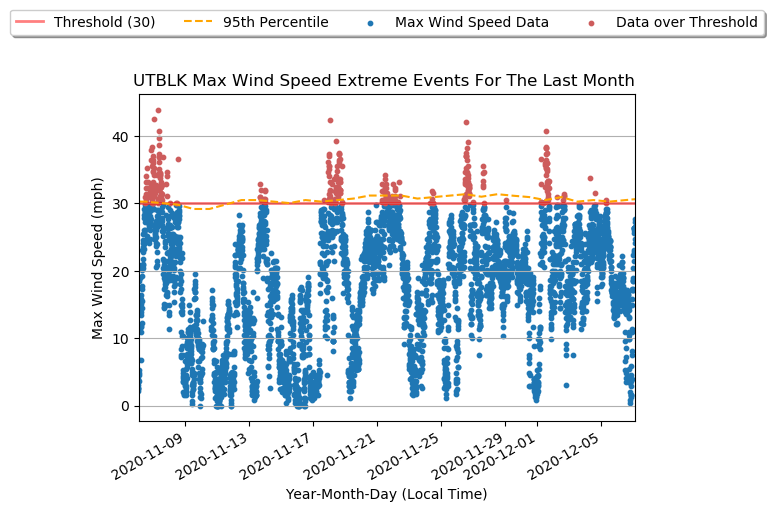 Threshold (30) 95th Percentile Max Wind Speed Data Data over Threshold
UTBLK Max Wind Speed Extreme Events For The Last Month
Max Wind Speed (mph)
40
30
20
10
0
2020-11-09 2020-11-13 2020-11-17 2020-11-21 2020-11-25 2020-11-29 2020-12-01 2020-12-05
Year-Month-Day (Local Time)